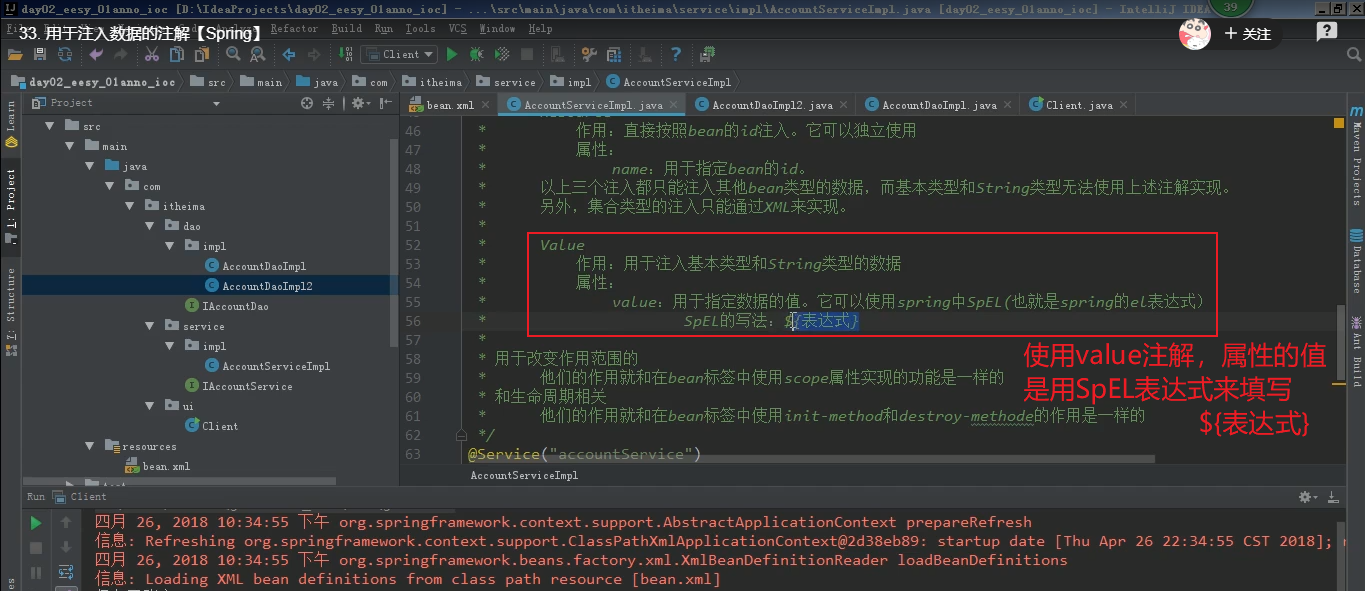 day02_eesy_01anno_ioc [D:\IdeaProjects\day02_eesy_01anno_ioc] - ...\src\main\java\com\itheima\service\impl\AccountServiceImpl.java [day02_eesy_01anno_ioc] - IntelliJ IDEA
39
33. 用于注入数据的注解【Spring】
Refactor Build Run Tools VCS Window Help
+ 关注
Client
day02_eesy_01anno_ioc src main java com itheima service impl AccountServiceImpl
Project
bean.xml AccountServiceImpl.java AccountDaoImpl2.java AccountDaoImpl.java Client.java
Learn
1: Project
7: Structure
src
main
java
com
itheima
dao
impl
AccountDaoImpl
AccountDaoImpl2
IAccountDao
service
impl
AccountServiceImpl
IAccountService
ui
Client
resources
bean.xml
46 * 作用：直接按照bean的id注入。它可以独立使用
47 * 属性：
48 * name：用于指定bean的id。
49 * 以上三个注入都只能注入其他bean类型的数据，而基本类型和String类型无法使用上述注解实现。
50 * 另外，集合类型的注入只能通过XML来实现。
51 *
52 * Value
53 * 作用：用于注入基本类型和String类型的数据
54 * 属性：
55 * value：用于指定数据的值。它可以使用spring中SpEL(也就是spring的el表达式）
56 * SpEL的写法：${表达式}
57 *
58 * 用于改变作用范围的
59 * 他们的作用就和在bean标签中使用scope属性实现的功能是一样的
60 * 和生命周期相关
61 * 他们的作用就和在bean标签中使用init-method和destroy-methode的作用是一样的
62 */
63 @Service("accountService")
AccountServiceImpl
使用value注解，属性的值
是用SpEL表达式来填写
${表达式}
Maven Projects
Database
Ant Build
Run Client
四月 26, 2018 10:34:55 下午 org.springframework.context.support.AbstractApplicationContext prepareRefresh
信息: Refreshing org.springframework.context.support.ClassPathXmlApplicationContext@2d38eb89: startup date [Thu Apr 26 22:34:55 CST 2018];
四月 26, 2018 10:34:55 下午 org.springframework.beans.factory.xml.XmlBeanDefinitionReader loadBeanDefinitions
信息: Loading XML bean definitions from class path resource [bean.xml]